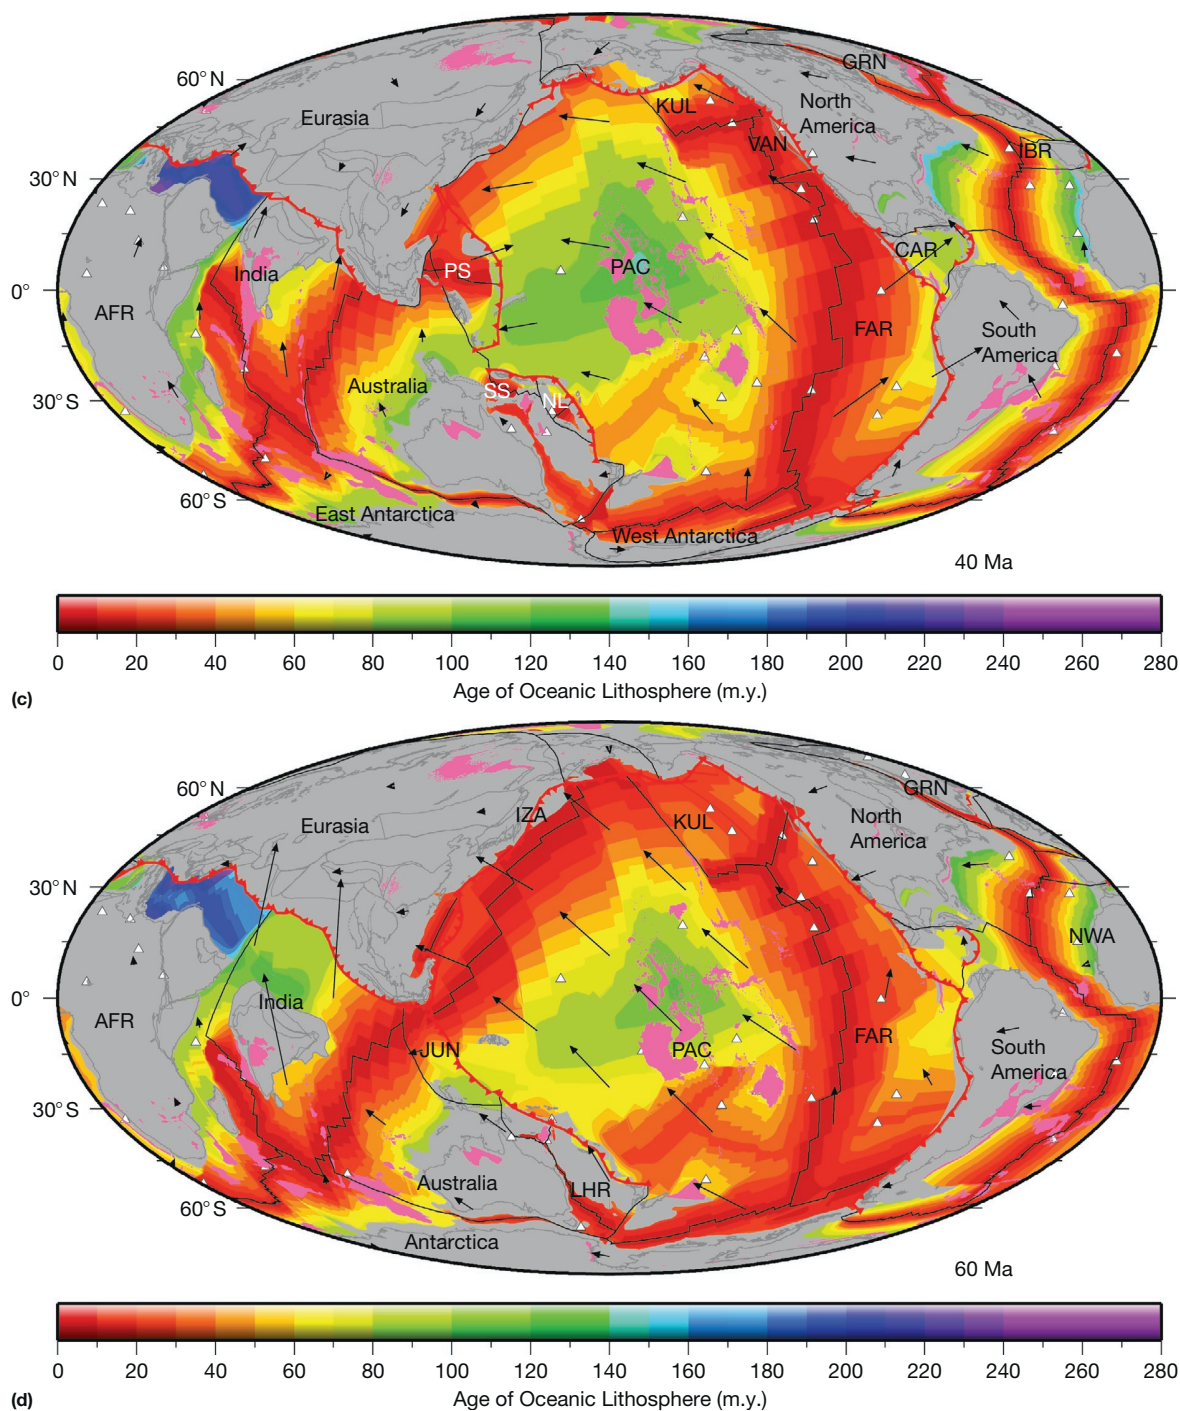 60° N
GRN
KUL
North
America
Eurasia
VAN
IBR
30° N
CAR
PS
India
PAC
0°
AFR
FAR
South
America
Australia
SS
NL
30° S
60° S
East Antarctica
West Antarctica
40 Ma
0 20 40 60 80 100 120 140 160 180 200 220 240 260 280
Age of Oceanic Lithosphere (m.y.)
(c)
60° N
GRN
IZA
KUL
North
America
Eurasia
30° N
NWA
0°
India
AFR
FAR
JUN
PAC
South
America
30° S
Australia
LHR
60° S
Antarctica
60 Ma
0 20 40 60 80 100 120 140 160 180 200 220 240 260 280
Age of Oceanic Lithosphere (m.y.)
(d)